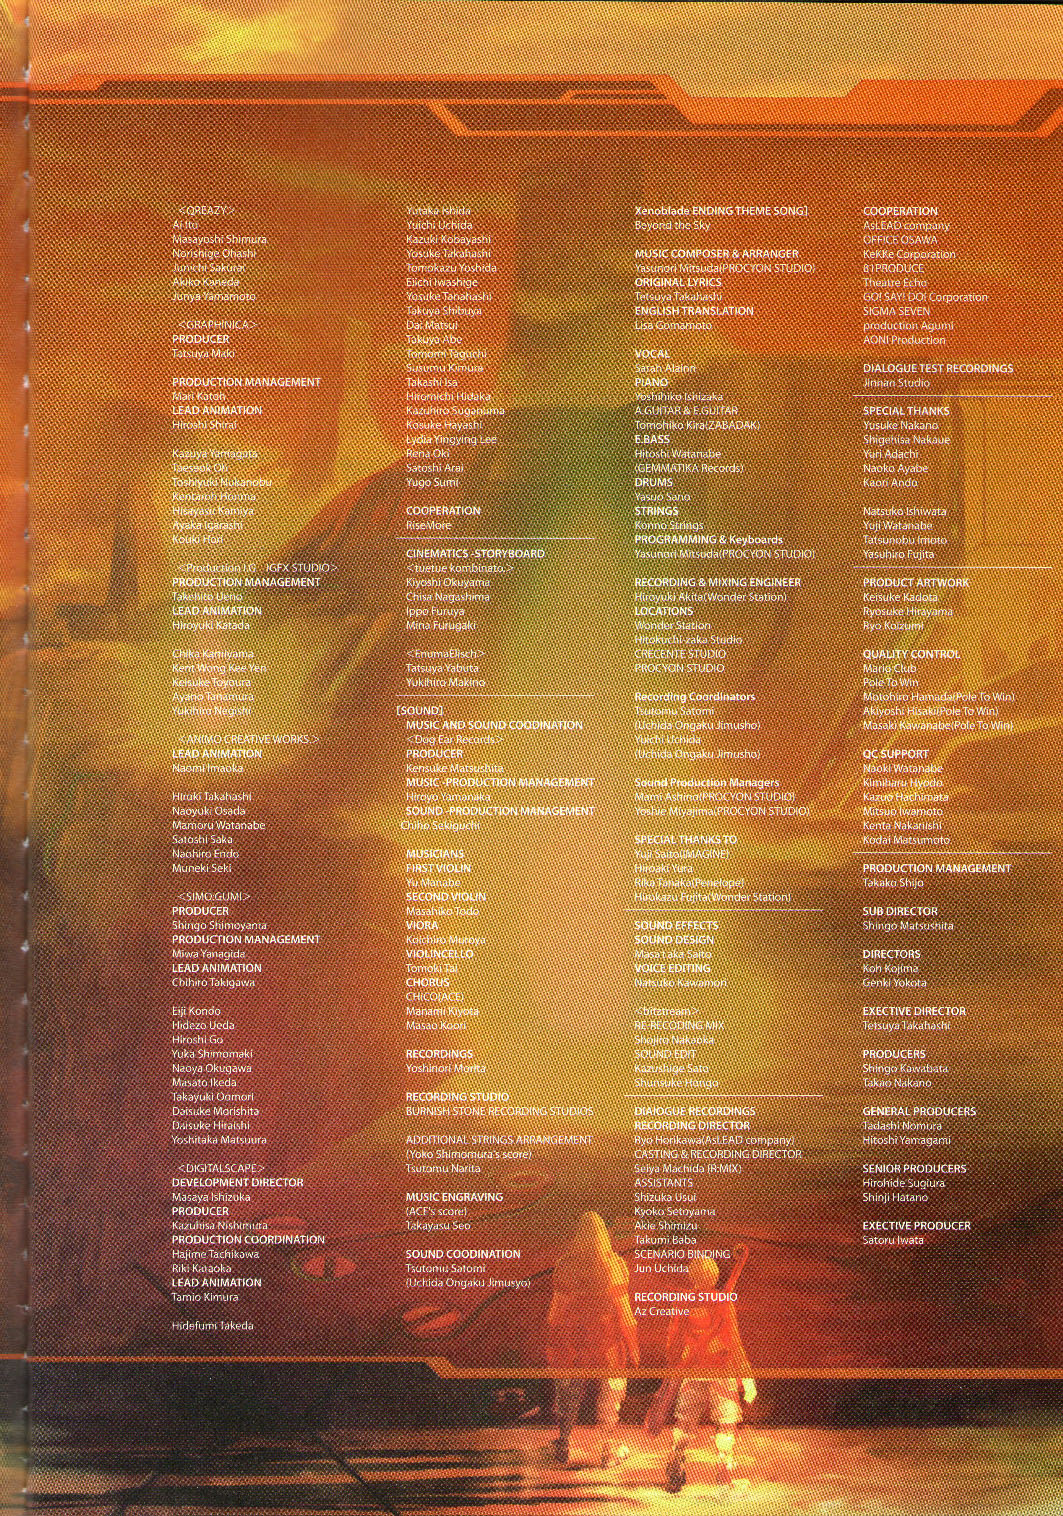 <QREAZY>
Ai Ito
Masayoshi Shimura
Norishige Ohashi
Junichi Sakurai
Akiko Kaneda
Junya Yamamoto
<GRAPHINICA>
PRODUCER
Tatsuya Maki
PRODUCTION MANAGEMENT
Mari Katoh
LEAD ANIMATION
Hiroshi Shirai
Kazuya Yamagata
Taeseok Oh
Toshiyuki Nukanobu
Kentaroh Horima
Hisayasu Kamiya
Ayaka Igarashi
Kouki Hori
<Production I.G IGFX STUDIO>
PRODUCTION MANAGEMENT
Takehito Ueno
LEAD ANIMATION
Hiroyuki Katada
Chika Kamiyama
Kent Wong Kee Yen
Keisuke Toyoura
Ayano Tanamura
Yukihiro Negishi
<ANIMO CREATIVE WORKS.>
LEAD ANIMATION
Naomi Imaoka
Hiroki Takahashi
Naoyuki Osada
Mamoru Watanabe
Satoshi Saka
Naohiro Endo
Muneki Seki
<SIMO:GUMI>
PRODUCER
Shingo Shimoyama
PRODUCTION MANAGEMENT
Miwa Yanagida
LEAD ANIMATION
Chihiro Takigawa
Eiji Kondo
Hidezo Ueda
Hiroshi Go
Yuka Shimomaki
Naoya Okugawa
Masato Ikeda
Takayuki Oomori
Daisuke Morishita
Daisuke Hiraishi
Yoshitaka Matsuura
<DIGITALSCAPE>
DEVELOPMENT DIRECTOR
Masaya Ishizuka
PRODUCER
Kazuhisa Nishimura
PRODUCTION COORDINATION
Hajime Tachikawa
Riki Kataoka
LEAD ANIMATION
Tamio Kimura
Hidefumi Takeda
Yutaka Ishida
Yuichi Uchida
Kazuki Kobayashi
Yosuke Takahashi
Tomokazu Yoshida
Eiichi Iwashige
Yosuke Tanahashi
Takuya Shibuya
Dai Matsui
Takuya Abe
Tomomi Taguchi
Susumu Kimura
Takashi Isa
Hiromichi Hidaka
Kazuhiro Suganuma
Kosuke Hayashi
Lydia Yingying Lee
Rena Oki
Satoshi Arai
Yugo Sumi
COOPERATION
RiseMore
CINEMATICS -STORYBOARD
<tuetue kombinato.>
Kiyoshi Okuyama
Chisa Nagashima
Ippo Furuya
Mina Furugaki
<EnumaElisch>
Tatsuya Yabuta
Yukihiro Makino
[SOUND]
MUSIC AND SOUND COODINATION
<Dog Ear Records>
PRODUCER
Kensuke Matsushita
MUSIC -PRODUCTION MANAGEMENT
Hiroyo Yamanaka
SOUND -PRODUCTION MANAGEMENT
Chiho Sekiguchi
MUSICIANS
FIRST VIOLIN
Yu Manabe
SECOND VIOLIN
Masahiko Todo
VIORA
Koichiro Muroya
VIOLINCELLO
Tomoki Tai
CHORUS
CHiCO(ACE)
Manami Kiyota
Masao Koori
RECORDINGS
Yoshinori Morita
RECORDING STUDIO
BURNISH STONE RECORDING STUDIOS
ADDITIONAL STRINGS ARRANGEMENT
(Yoko Shimomura's score)
Tsutomu Narita
MUSIC ENGRAVING
(ACE's score)
Takayasu Seo
SOUND COODINATION
Tsutomu Satomi
(Uchida Ongaku Jimusyo)
Xenoblade ENDING THEME SONG]
Beyond the Sky
MUSIC COMPOSER & ARRANGER
Yasunori Mitsuda(PROCYON STUDIO)
ORIGINAL LYRICS
Tetsuya Takahashi
ENGLISH TRANSLATION
Lisa Gomamoto
VOCAL
Sarah Alainn
PIANO
Yoshihiko Ishizaka
A.GUITAR & E.GUITAR
Tomohiko Kira(ZABADAK)
E.BASS
Hitoshi Watanabe
(GEMMATIKA Records)
DRUMS
Yasuo Sano
STRINGS
Konno Strings
PROGRAMMING & Keyboards
Yasunori Mitsuda(PROCYON STUDIO)
RECORDING & MIXING ENGINEER
Hiroyuki Akita(Wonder Station)
LOCATIONS
Wonder Station
Hitokuchi-zaka Studio
CRECENTE STUDIO
PROCYON STUDIO
Recording Coordinators
Tsutomu Satomi
(Uchida Ongaku Jimusho)
Yuichi Uchida
(Uchida Ongaku Jimusho)
Sound Production Managers
Mami Ashino(PROCYON STUDIO)
Yoshie Miyajima(PROCYON STUDIO)
SPECIAL THANKS TO
Yuji Saito(IMAGINE)
Hiroaki Yura
Rika Tanaka(Penelope)
Hirokazu Fujita(Wonder Station)
SOUND EFFECTS
SOUND DESIGN
Masataka Saito
VOICE EDITING
Natsuko Kawamori
<bitstream>
RE-RECODING MIX
Shojiro Nakaoka
SOUND EDIT
Kazushige Sato
Shunsuke Hongo
DIALOGUE RECORDINGS
RECORDING DIRECTOR
Ryo Horikawa(AsLEAD company)
CASTING & RECORDING DIRECTOR
Seiya Machida (R:MIX)
ASSISTANTS
Shizuka Usui
Kyoko Setoyama
Akie Shimizu
Takumi Baba
SCENARIO BINDING
Jun Uchida
RECORDING STUDIO
Az Creative
COOPERATION
AsLEAD company
OFFICE OSAWA
KeKKe Corporation
81PRODUCE
Theatre Echo
GO! SAY! DO! Corporation
SIGMA SEVEN
production Agumi
AONI Production
DIALOGUE TEST RECORDINGS
Jinnan Studio
SPECIAL THANKS
Yusuke Nakano
Shigehisa Nakaue
Yuri Adachi
Naoko Ayabe
Kaori Ando
Natsuko Ishiwata
Yuji Watanabe
Tatsunobu Imoto
Yasuhiro Fujita
PRODUCT ARTWORK
Keisuke Kadota
Ryosuke Hirayama
Ryo Koizumi
QUALITY CONTROL
Mario Club
Pole To Win
Motohiro Hamada(Pole To Win)
Akiyoshi Hisaki(Pole To Win)
Masaki Kawanabe(Pole To Win)
QC SUPPORT
Naoki Watanabe
Kimiharu Hyodo
Kazuo Hachimata
Mitsuo Iwamoto
Kenta Nakanishi
Kodai Matsumoto
PRODUCTION MANAGEMENT
Takako Shijo
SUB DIRECTOR
Shingo Matsushita
DIRECTORS
Koh Kojima
Genki Yokota
EXECTIVE DIRECTOR
Tetsuya Takahashi
PRODUCERS
Shingo Kawabata
Takao Nakano
GENERAL PRODUCERS
Tadashi Nomura
Hitoshi Yamagami
SENIOR PRODUCERS
Hirohide Sugiura
Shinji Hatano
EXECTIVE PRODUCER
Satoru Iwata